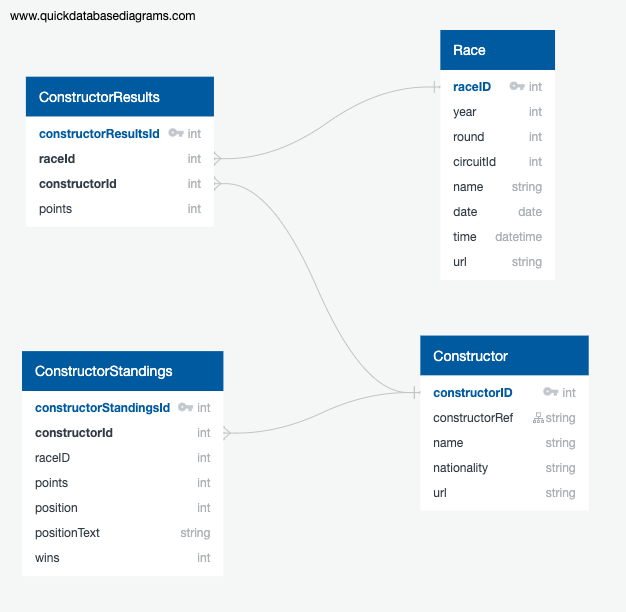 www.quickdatabasediagrams.com
ConstructorResults
constructorResultsId int
raceId int
constructorId int
points int
Race
raceID int
year int
round int
circuitId int
name string
date date
time datetime
url string
ConstructorStandings
constructorStandingsId int
constructorId int
raceID int
points int
position int
positionText string
wins int
Constructor
constructorID int
constructorRef string
name string
nationality string
url string